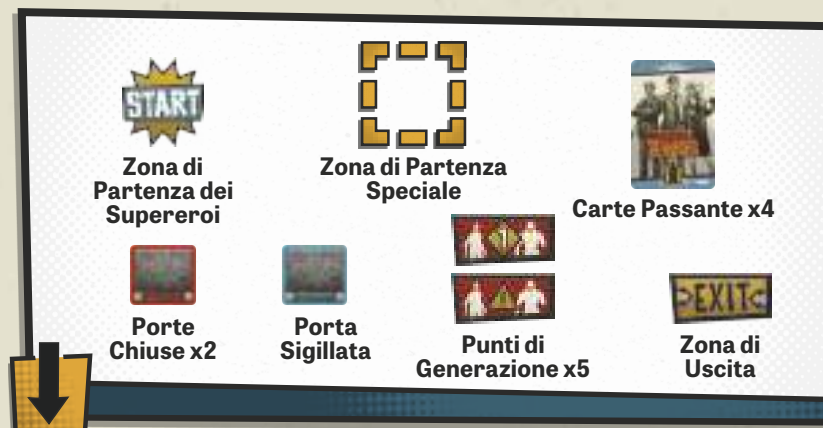 START
Zona di
Partenza dei
Supereroi
Zona di Partenza
Speciale
Carte Passante x4
Porte
Chiuse x2
Porta
Sigillata
1
Punti di
Generazione x5
>EXIT<
Zona di
Uscita